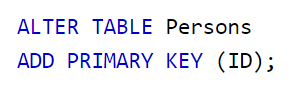 ALTER TABLE Persons
ADD PRIMARY KEY (ID);